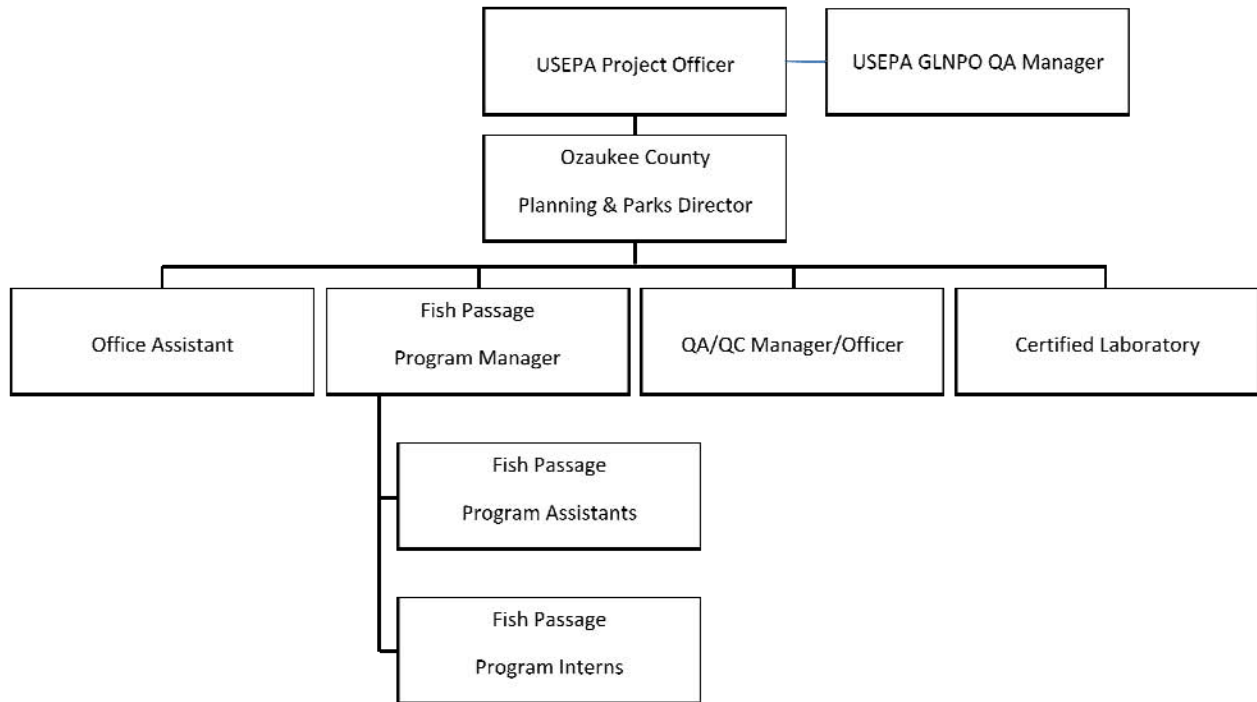 USEPA Project Officer
USEPA GLNPO QA Manager
Ozaukee County
Planning & Parks Director
Office Assistant
Fish Passage
Program Manager
QA/QC Manager/Officer
Certified Laboratory
Fish Passage
Program Assistants
Fish Passage
Program Interns